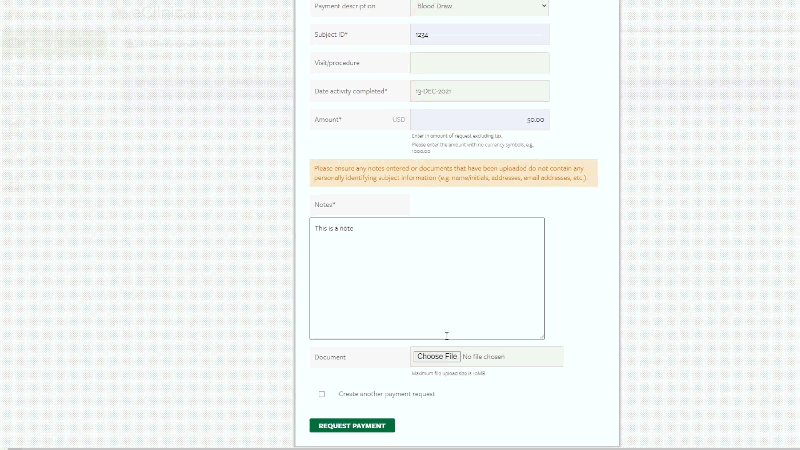 Payment description Blood Draw
Subject ID* 1234
Visit/procedure
Date activity completed* 13-DEC-2021
Amount* USD 50.00
Enter in amount of request excluding tax.
Please enter the amount with no currency symbols, e.g.,
1000.00
Please ensure any notes entered or documents that have been uploaded do not contain any
personally identifying subject information (e.g. name/initials, addresses, email addresses, etc.).
Notes*
This is a note
Document Choose File No file chosen
Maximum file upload size is 10MB
Create another payment request
REQUEST PAYMENT